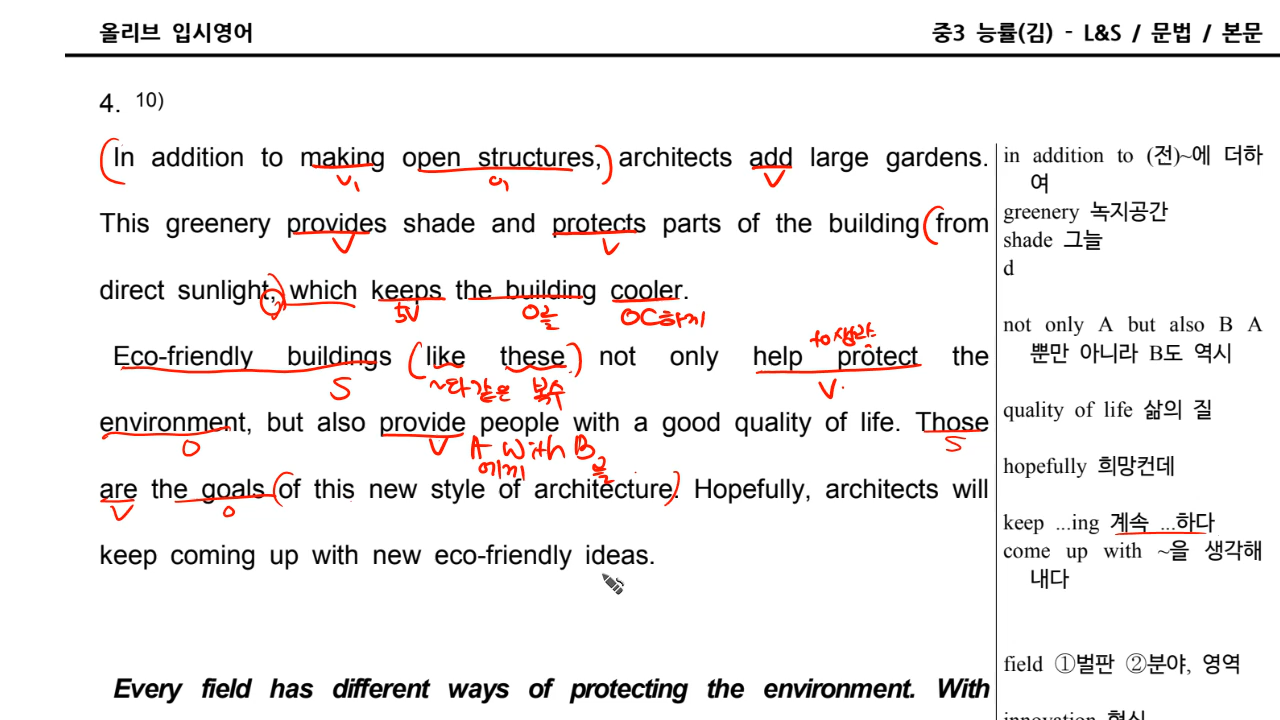 올리브 입시영어
중3 능률(김) - L&S / 문법 / 본문
4. 10)
In addition to making open structures, architects add large gardens.
V₁ O₁ V
This greenery provides shade and protects parts of the building from
V V
direct sunlight, which keeps the building cooler.
5V O를 OC하게
to생략
Eco-friendly buildings like these not only help protect the
S ~와 같은 복수 V
environment, but also provide people with a good quality of life. Those
O V A with B S
에게 를
are the goals of this new style of architecture. Hopefully, architects will
V O
keep coming up with new eco-friendly ideas.
Every field has different ways of protecting the environment. With
in addition to (전)~에 더하
여
greenery 녹지공간
shade 그늘
d
not only A but also B A
뿐만 아니라 B도 역시
quality of life 삶의 질
hopefully 희망컨데
keep ...ing 계속 ...하다
come up with ~을 생각해
내다
field ①벌판 ②분야, 영역
innovation 혁신